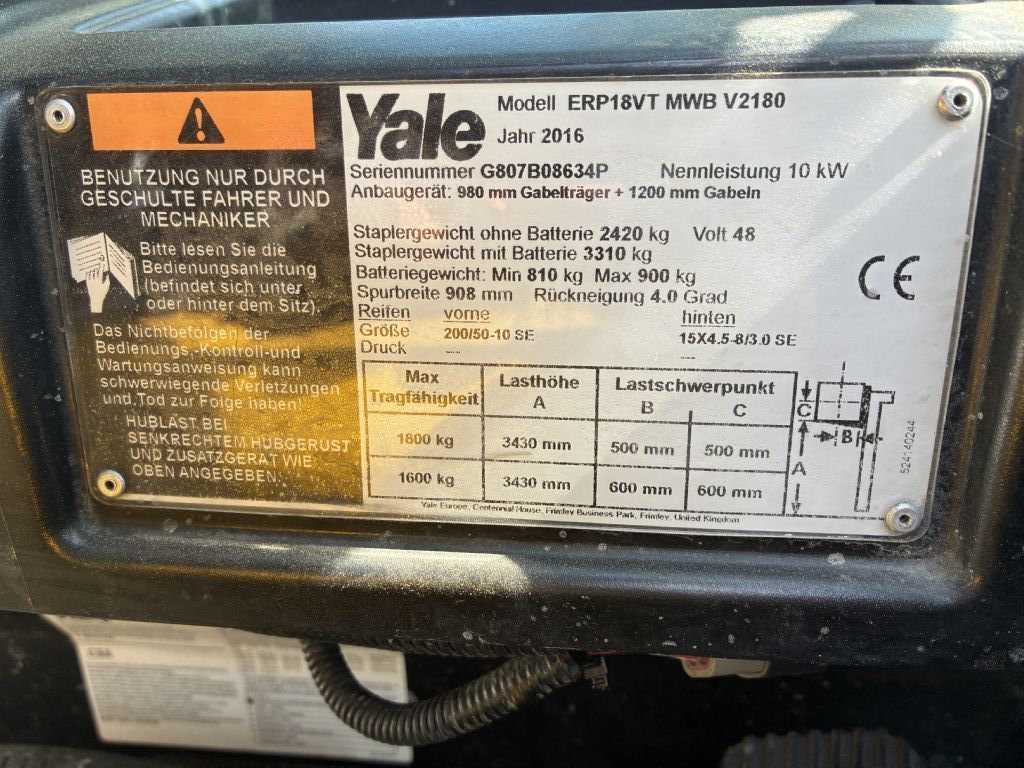 BENUTZUNG NUR DURCH
GESCHULTE FAHRER UND
MECHANIKER
Bitte lesen Sie die
Bedienungsanleitung
(befindet sich unter
oder hinter dem Sitz).
Das Nichtbefolgen der
Bedienungs,-Kontroll-und
Wartungsanweisung kann
schwerwiegende Verletzungen
und Tod zur Folge haben!
HUBLAST BEI
SENKRECHTEM HUBGERUST
UND ZUSATZGERAT WIE
OBEN ANGEGEBEN.
Yale
Modell ERP18VT MWB V2180
Jahr 2016
Seriennummer G807B08634P Nennleistung 10 kW
Anbaugerät: 980 mm Gabelträger + 1200 mm Gabeln
Staplergewicht ohne Batterie 2420 kg Volt 48
Staplergewicht mit Batterie 3310 kg
Batteriegewicht: Min 810 kg Max 900 kg
Spurbreite 908 mm Rückneigung 4.0 Grad
Reifen vorne hinten
Größe 200/50-10 SE 15X4.5-8/3.0 SE
Druck --- ---
CE
Max Tragfähigkeit Lasthöhe A Lastschwerpunkt B C
1800 kg 3430 mm 500 mm 500 mm
1600 kg 3430 mm 600 mm 600 mm
C
B
A
524140244
Yale Europe, Centennial House, Frimley Business Park, Frimley, United Kingdom